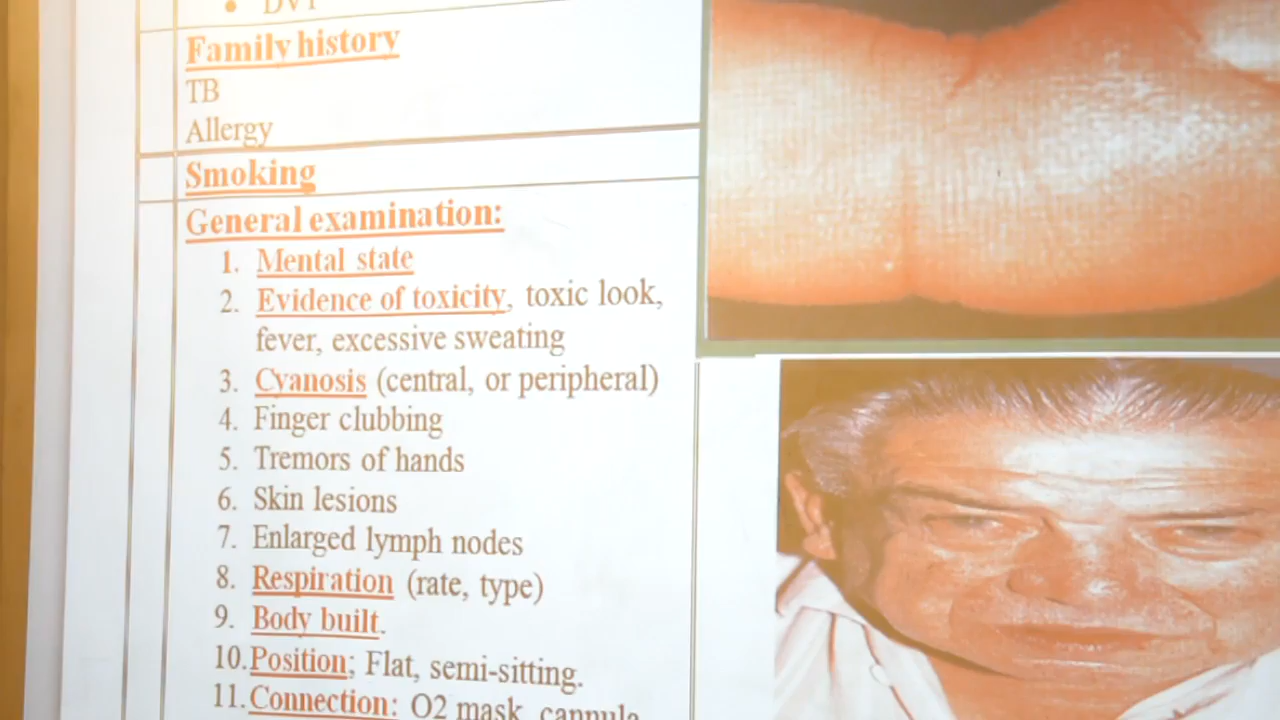 • DVT
Family history
TB
Allergy
Smoking
General examination:
1. Mental state
2. Evidence of toxicity, toxic look,
fever, excessive sweating
3. Cyanosis (central, or peripheral)
4. Finger clubbing
5. Tremors of hands
6. Skin lesions
7. Enlarged lymph nodes
8. Respiration (rate, type)
9. Body built.
10. Position; Flat, semi-sitting.
11. Connection: O2 mask, cannula